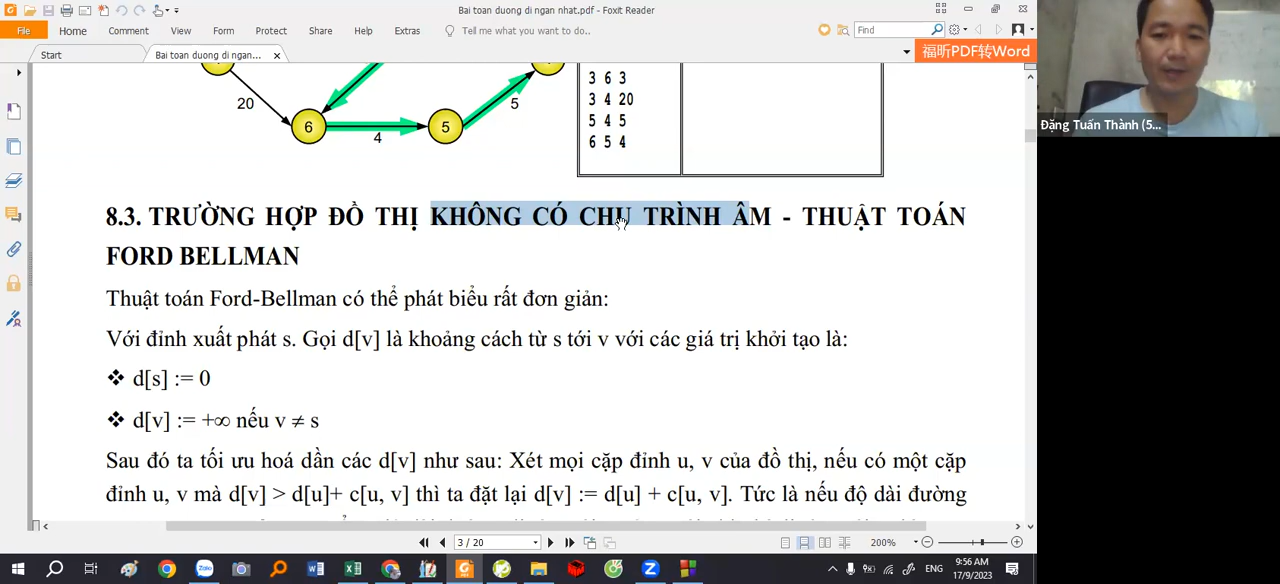 Bai toan duong di ngan nhat.pdf - Foxit Reader
File Home Comment View Form Protect Share Help Extras Tell me what you want to do.. Find
Start Bai toan duong di ngan... 福昕PDF转Word
20
6
4
5
5
3 6 3
3 4 20
5 4 5
6 5 4
Đặng Tuấn Thành (5...
8.3. TRƯỜNG HỢP ĐỒ THỊ KHÔNG CÓ CHU TRÌNH ÂM - THUẬT TOÁN
FORD BELLMAN
Thuật toán Ford-Bellman có thể phát biểu rất đơn giản:
Với đỉnh xuất phát s. Gọi d[v] là khoảng cách từ s tới v với các giá trị khởi tạo là:
❖ d[s] := 0
❖ d[v] := +∞ nếu v ≠ s
Sau đó ta tối ưu hoá dần các d[v] như sau: Xét mọi cặp đỉnh u, v của đồ thị, nếu có một cặp
đỉnh u, v mà d[v] > d[u]+ c[u, v] thì ta đặt lại d[v] := d[u] + c[u, v]. Tức là nếu độ dài đường
3 / 20 200%
ENG 9:56 AM
17/9/2023